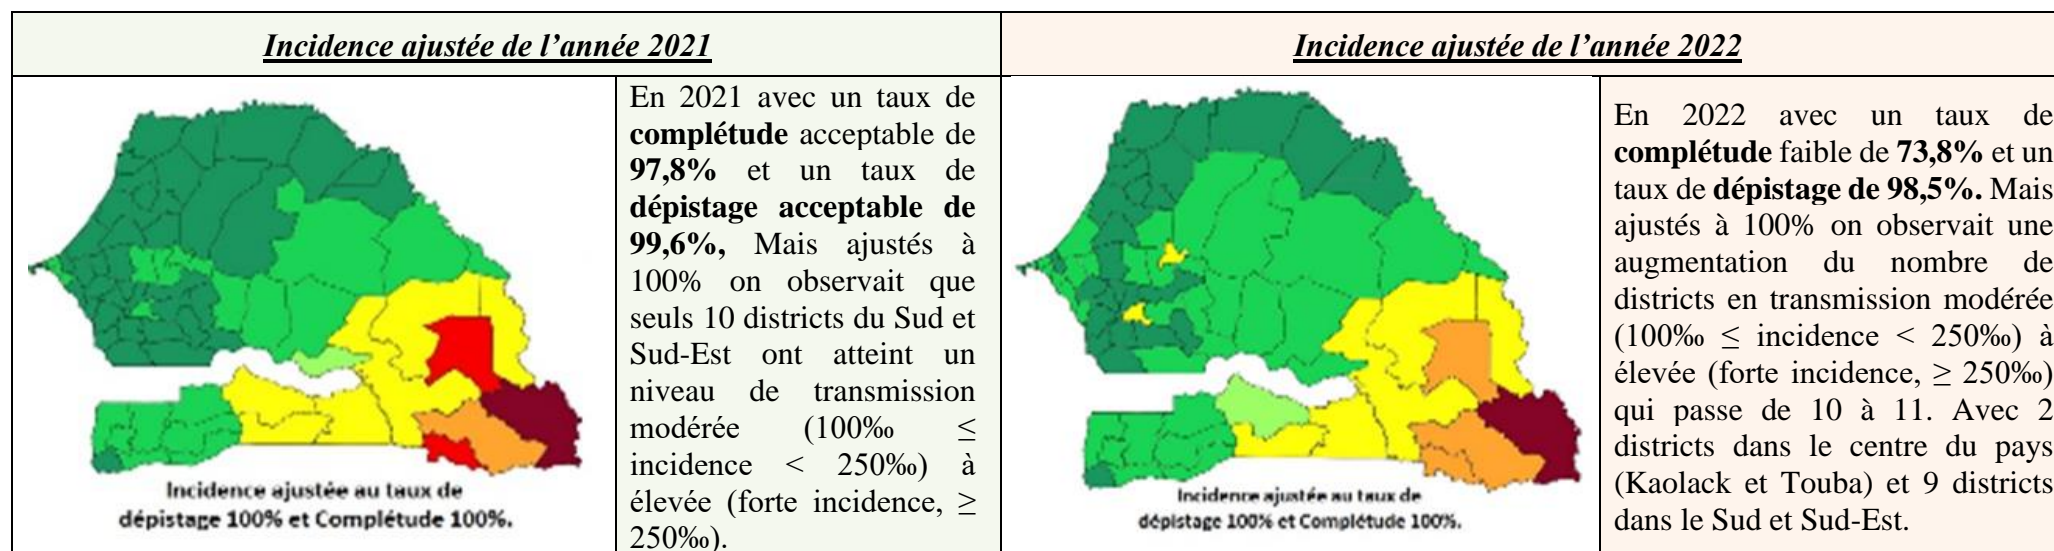 Incidence ajustée de l’année 2021
En 2021 avec un taux de
complétude acceptable de
97,8% et un taux de
dépistage acceptable de
99,6%, Mais ajustés à
100% on observait que
seuls 10 districts du Sud et
Sud-Est ont atteint un
niveau de transmission
modérée (100‰ ≤
incidence < 250‰) à
élevée (forte incidence, ≥
250‰).
Incidence ajustée au taux de
dépistage 100% et Complétude 100%.
Incidence ajustée de l’année 2022
En 2022 avec un taux de
complétude faible de 73,8% et un
taux de dépistage de 98,5%. Mais
ajustés à 100% on observait une
augmentation du nombre de
districts en transmission modérée
(100‰ ≤ incidence < 250‰) à
élevée (forte incidence, ≥ 250‰)
qui passe de 10 à 11. Avec 2
districts dans le centre du pays
(Kaolack et Touba) et 9 districts
dans le Sud et Sud-Est.
Incidence ajustée au taux de
dépistage 100% et Complétude 100%.